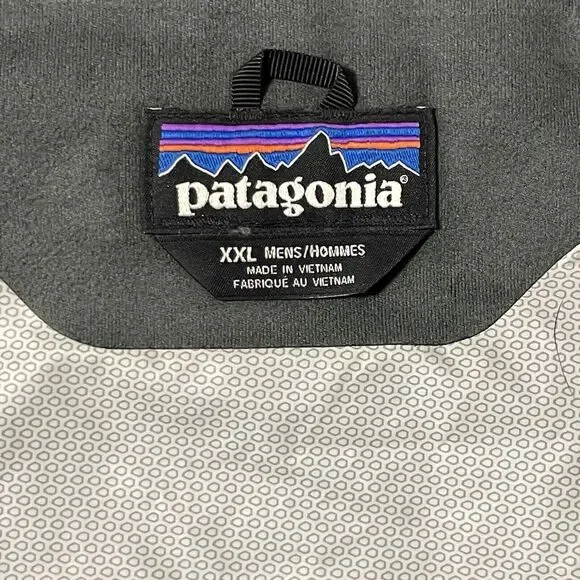 patagonia®
XXL MENS/HOMMES
MADE IN VIETNAM
FABRIQUÉ AU VIETNAM